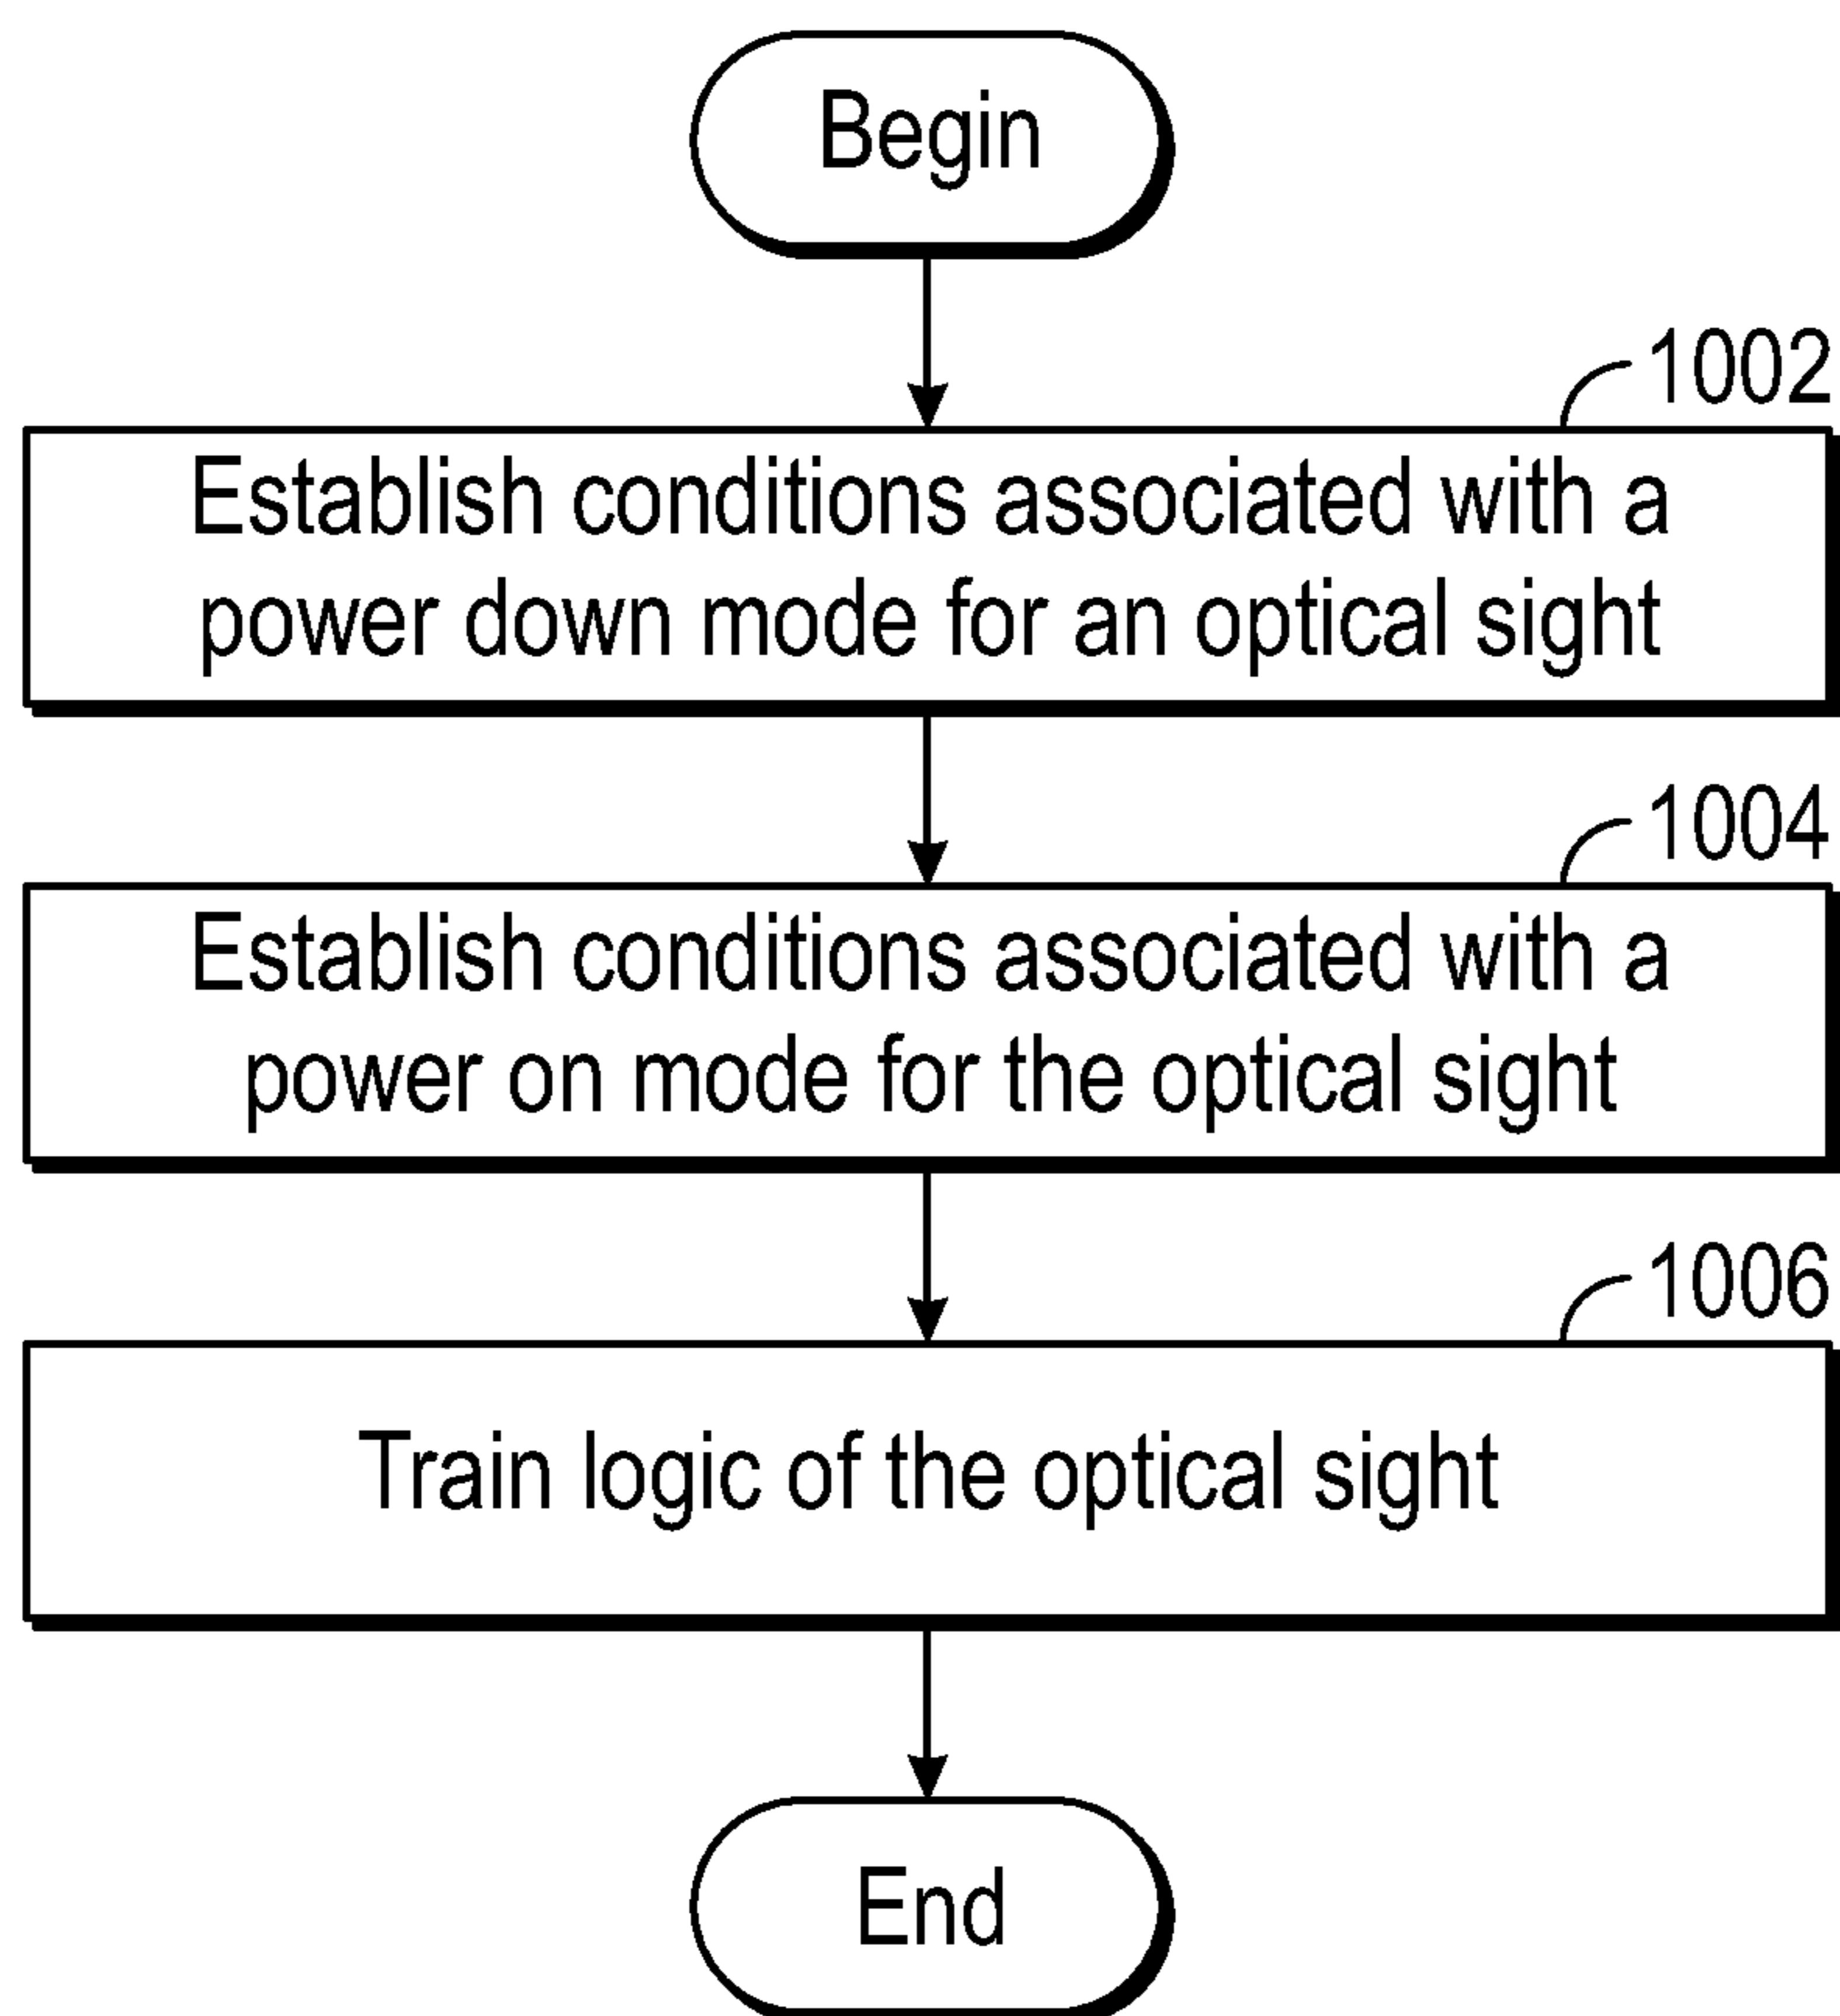 Begin
1002
Establish conditions associated with a
power down mode for an optical sight
1004
Establish conditions associated with a
power on mode for the optical sight
1006
Train logic of the optical sight
End